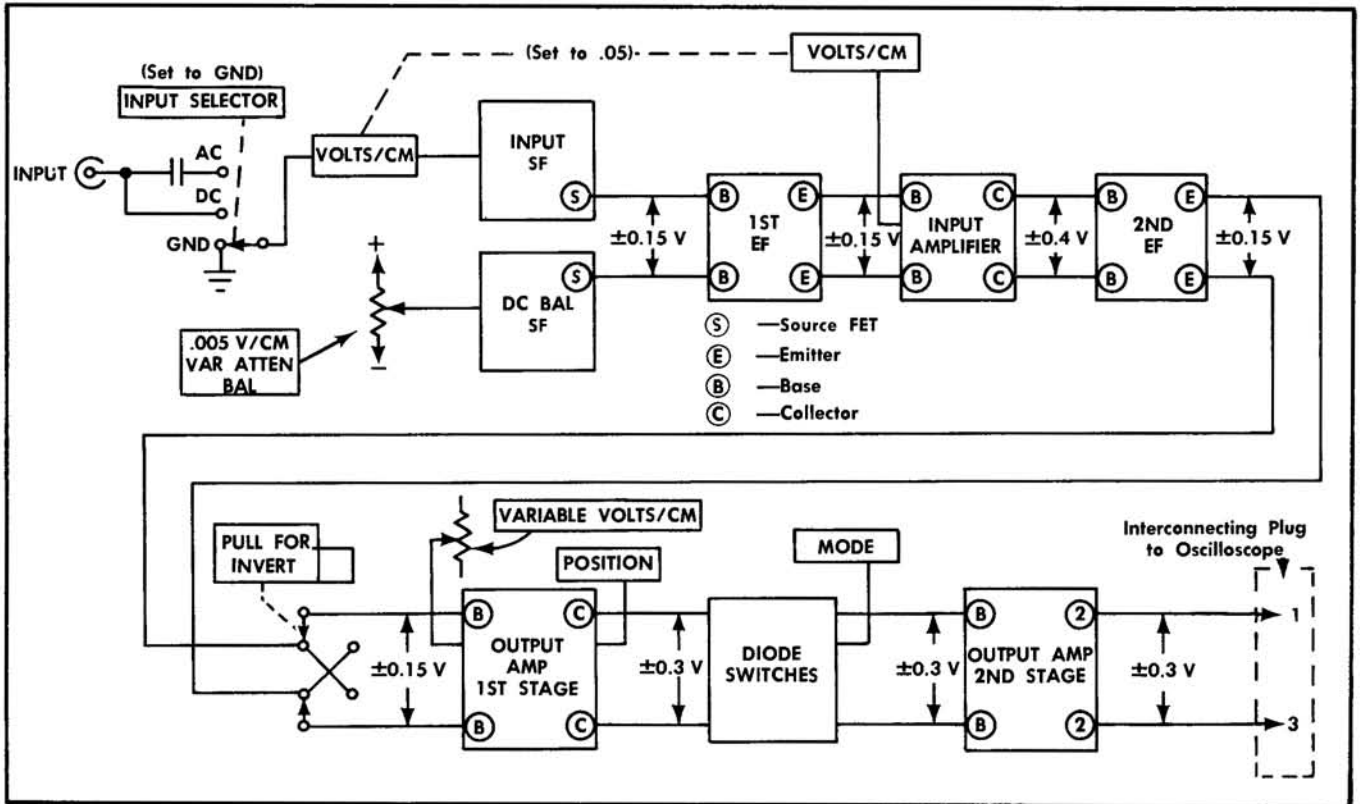 (Set to .05)
VOLTS/CM
(Set to GND)
INPUT SELECTOR
INPUT
AC
DC
GND
VOLTS/CM
INPUT
SF
S
±0.15 V
B
E
1ST
EF
B
E
±0.15 V
B
C
INPUT
AMPLIFIER
B
C
±0.4 V
B
E
2ND
EF
B
E
±0.15 V
+
−
.005 V/CM
VAR ATTEN
BAL
DC BAL
SF
S
S —Source FET
E —Emitter
B —Base
C —Collector
PULL FOR
INVERT
VARIABLE VOLTS/CM
POSITION
MODE
Interconnecting Plug
to Oscilloscope
±0.15 V
B
C
OUTPUT
AMP
1ST STAGE
B
C
±0.3 V
DIODE
SWITCHES
±0.3 V
B
2
OUTPUT AMP
2ND STAGE
B
2
±0.3 V
1
3